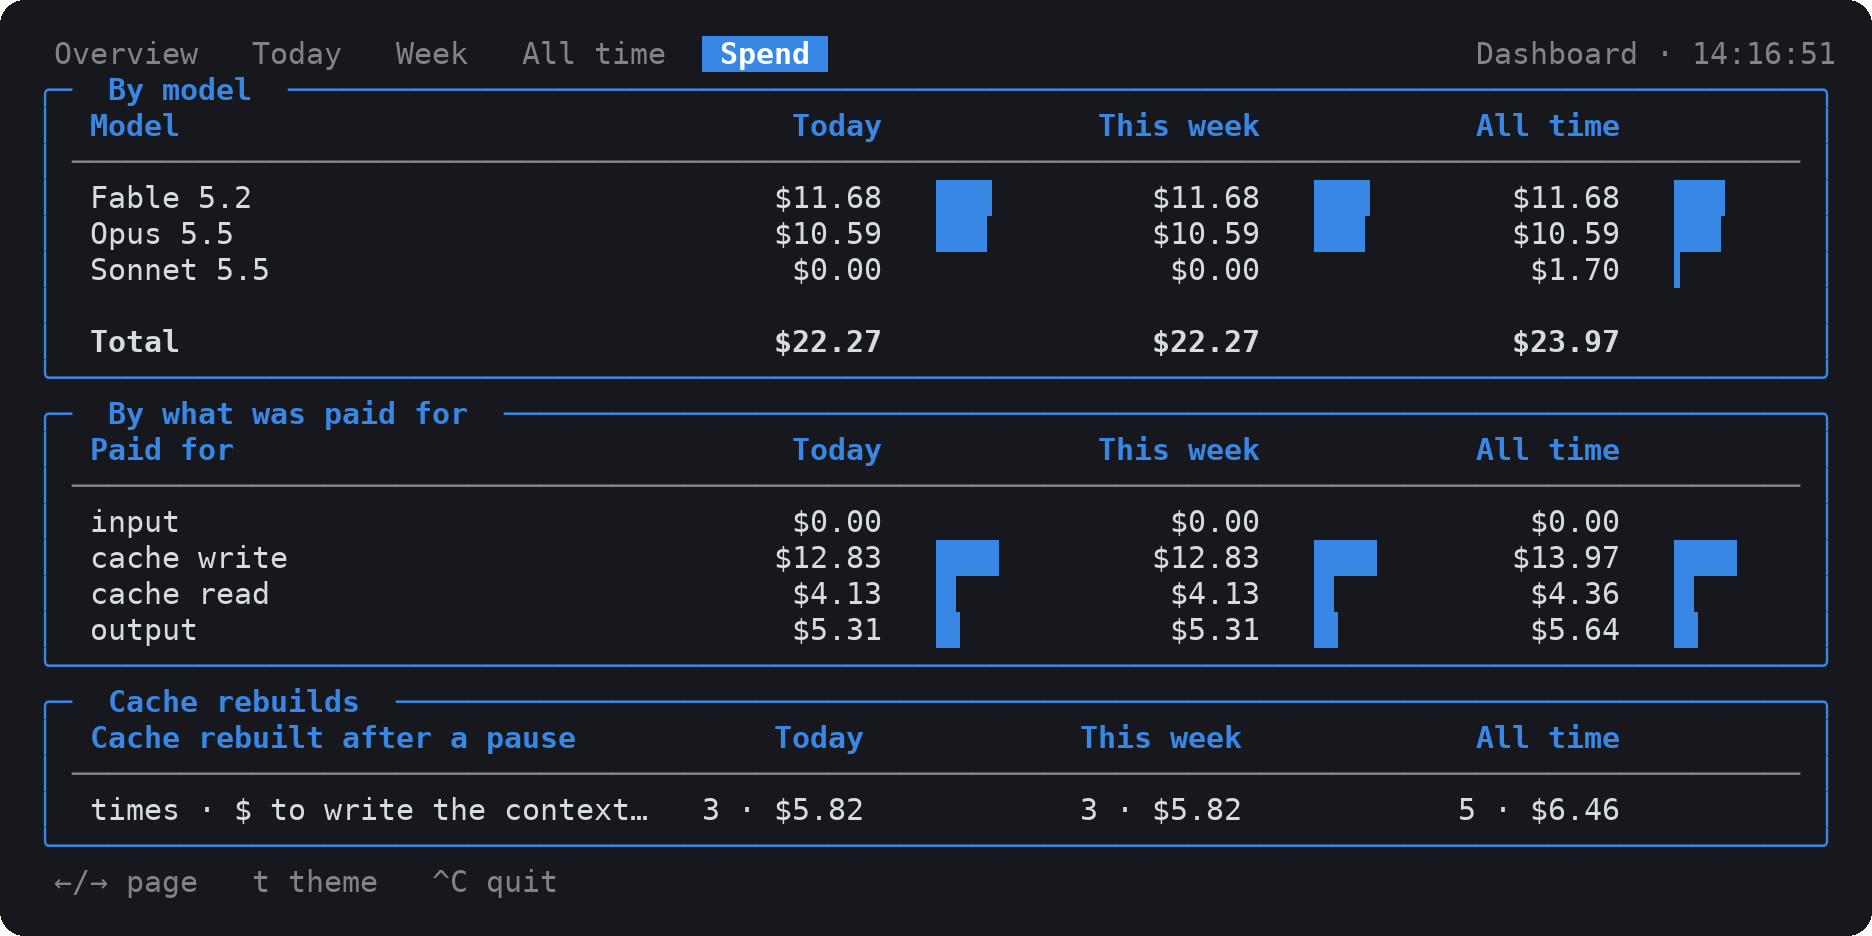 Overview   Today   Week   All time   Spend   Dashboard · 14:16:51
By model
Model   Today   This week   All time
Fable 5.2   $11.68   $11.68   $11.68
Opus 5.5   $10.59   $10.59   $10.59
Sonnet 5.5   $0.00   $0.00   $1.70
Total   $22.27   $22.27   $23.97
By what was paid for
Paid for   Today   This week   All time
input   $0.00   $0.00   $0.00
cache write   $12.83   $12.83   $13.97
cache read   $4.13   $4.13   $4.36
output   $5.31   $5.31   $5.64
Cache rebuilds
Cache rebuilt after a pause   Today   This week   All time
times · $ to write the context…   3 · $5.82   3 · $5.82   5 · $6.46
←/→ page   t theme   ^C quit